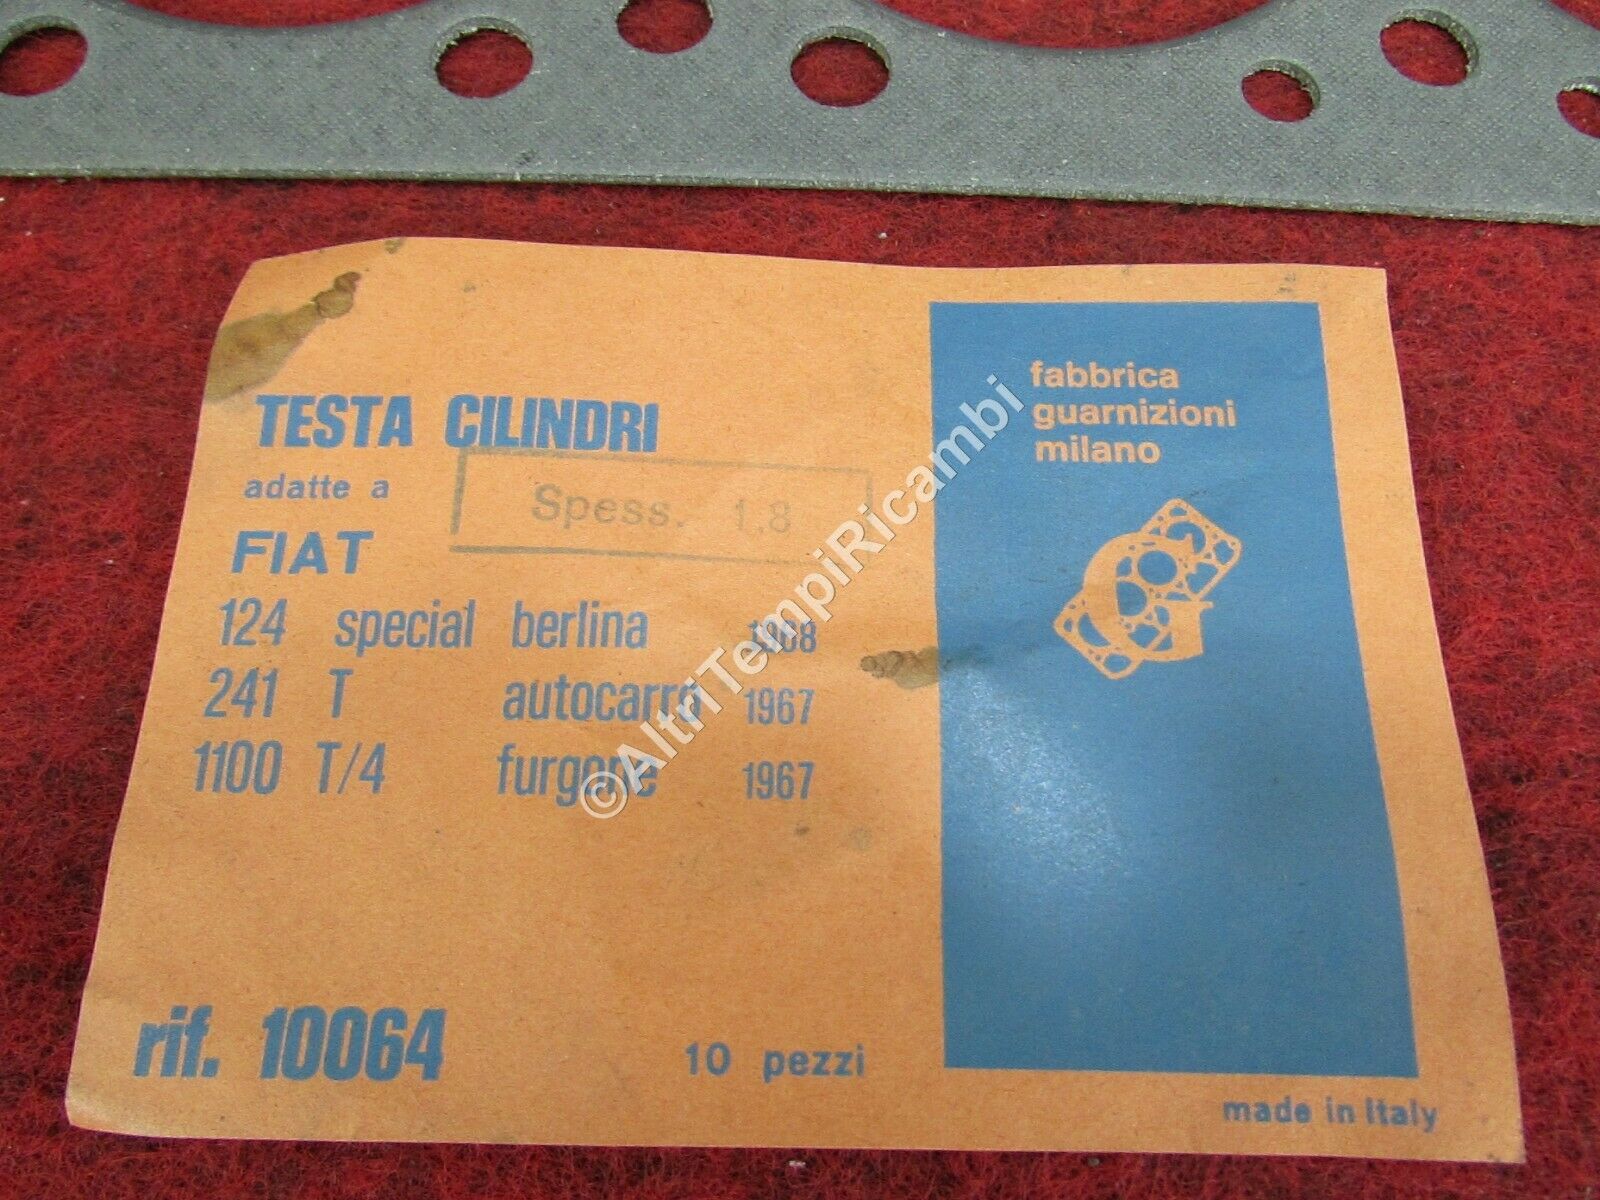 TESTA CILINDRI
adatte a
Spess. 1,8
FIAT
124 special berlina 1968
241 T autocarro 1967
1100 T/4 furgone 1967
rif. 10064
10 pezzi
fabbrica
guarnizioni
milano
made in Italy
©AltriTempiRicambi